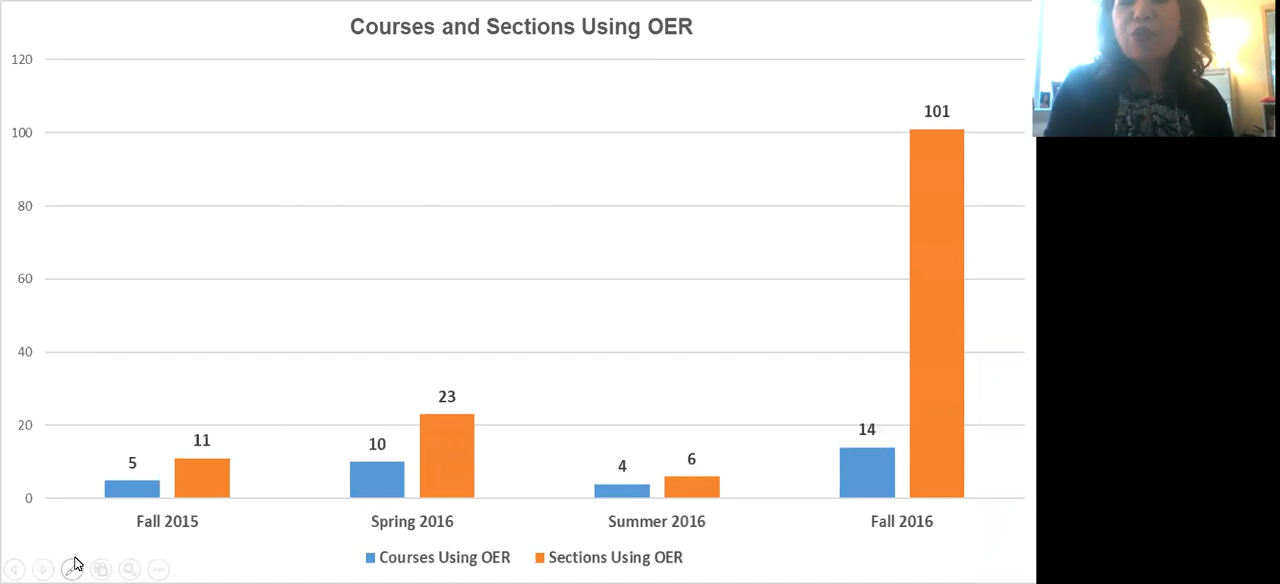 Courses and Sections Using OER
120
100
80
60
40
20
0
5
11
10
23
4
6
14
101
Fall 2015
Spring 2016
Summer 2016
Fall 2016
Courses Using OER
Sections Using OER